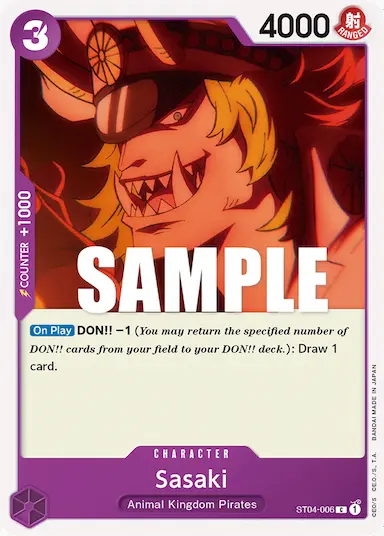 3
4000
射
RANGED
COUNTER +1000
SAMPLE
On Play DON!! −1 (You may return the specified number of
DON!! cards from your field to your DON!! deck.): Draw 1
card.
CHARACTER
Sasaki
Animal Kingdom Pirates
ST04-006 C 1
©E.O./S., T.A. BANDAI MADE IN JAPAN